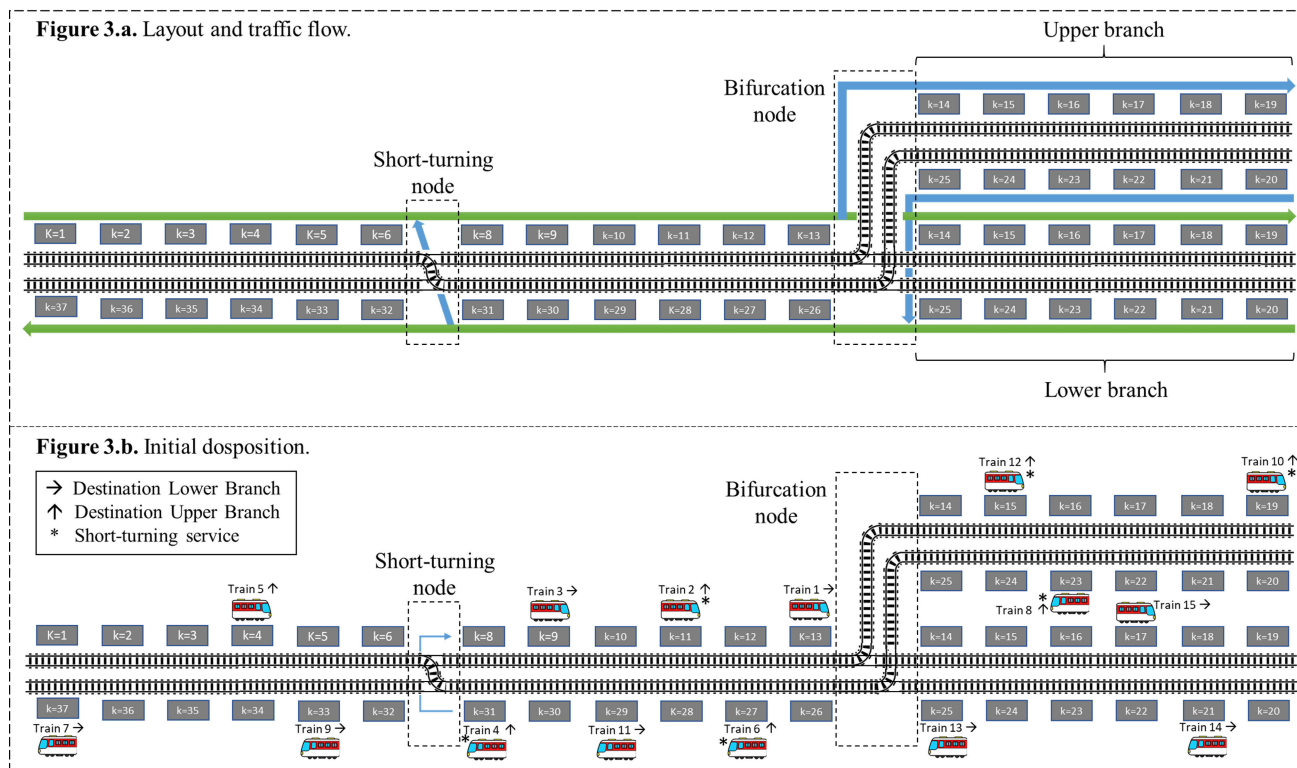 Figure 3.a. Layout and traffic flow.
Upper branch
Bifurcation
node
k=14 k=15 k=16 k=17 k=18 k=19
Short-turning
node
k=25 k=24 k=23 k=22 k=21 k=20
K=1 k=2 k=3 k=4 K=5 k=6 k=8 k=9 k=10 k=11 k=12 K=13 k=14 k=15 k=16 k=17 k=18 k=19
k=37 k=36 k=35 k=34 k=33 k=32 k=31 k=30 k=29 K=28 k=27 k=26 k=25 k=24 k=23 k=22 k=21 k=20
Lower branch
Figure 3.b. Initial dosposition.
→ Destination Lower Branch
↑ Destination Upper Branch
* Short-turning service
Train 12 ↑ *
Train 10 ↑ *
Bifurcation
node
k=14 k=15 k=16 k=17 k=18 k=19
Short-turning
node
k=25 k=24 k=23 k=22 k=21 k=20
Train 5 ↑
Train 3 →
Train 2 ↑ *
Train 1 →
* Train 8 ↑
Train 15 →
K=1 k=2 k=3 k=4 K=5 k=6 k=8 k=9 k=10 k=11 k=12 K=13 k=14 k=15 k=16 k=17 k=18 k=19
k=37 k=36 k=35 k=34 k=33 k=32 k=31 k=30 k=29 K=28 k=27 k=26 k=25 k=24 k=23 k=22 k=21 k=20
Train 7 →
Train 9 →
* Train 4 ↑
Train 11 →
* Train 6 ↑
Train 13 →
Train 14 →